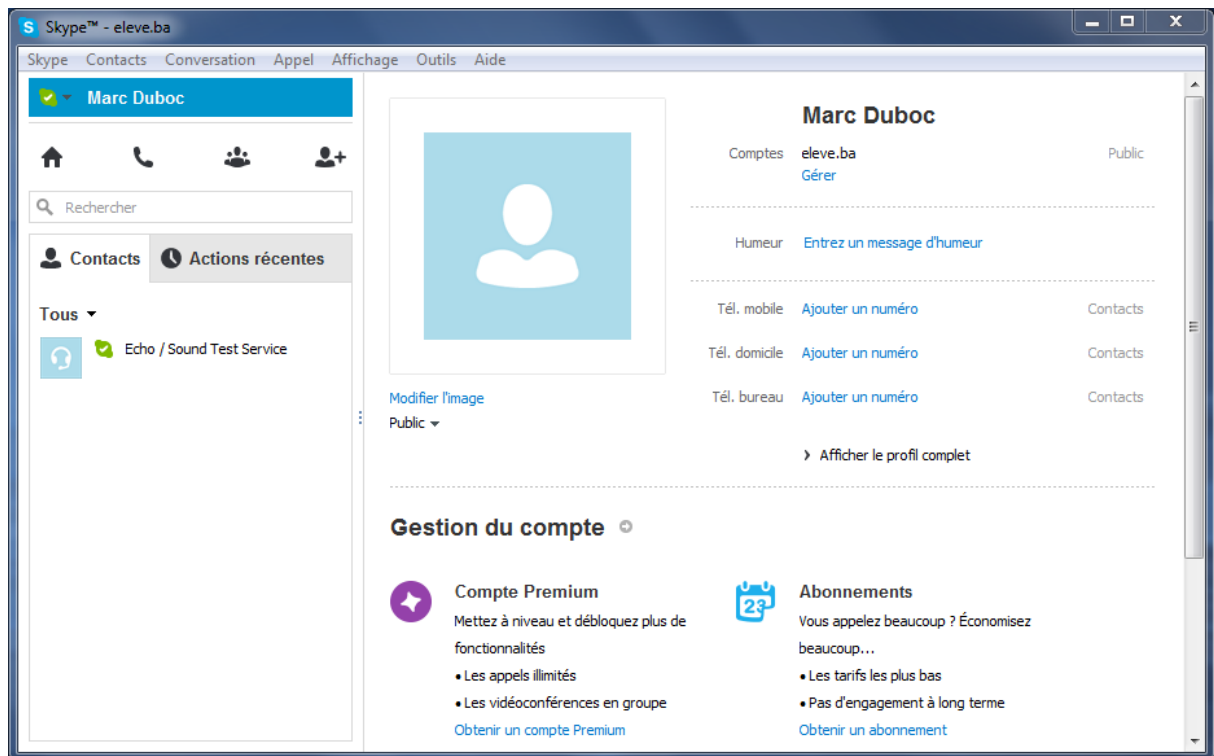 Skype™ - eleve.ba
Skype Contacts Conversation Appel Affichage Outils Aide
Marc Duboc
Rechercher
Contacts Actions récentes
Tous
Echo / Sound Test Service
Modifier l'image
Public
Marc Duboc
Comptes eleve.ba Public
Gérer
Humeur Entrez un message d'humeur
Tél. mobile Ajouter un numéro Contacts
Tél. domicile Ajouter un numéro Contacts
Tél. bureau Ajouter un numéro Contacts
Afficher le profil complet
Gestion du compte
Compte Premium
Mettez à niveau et débloquez plus de
fonctionnalités
• Les appels illimités
• Les vidéoconférences en groupe
Obtenir un compte Premium
23
Abonnements
Vous appelez beaucoup ? Économisez
beaucoup...
• Les tarifs les plus bas
• Pas d'engagement à long terme
Obtenir un abonnement